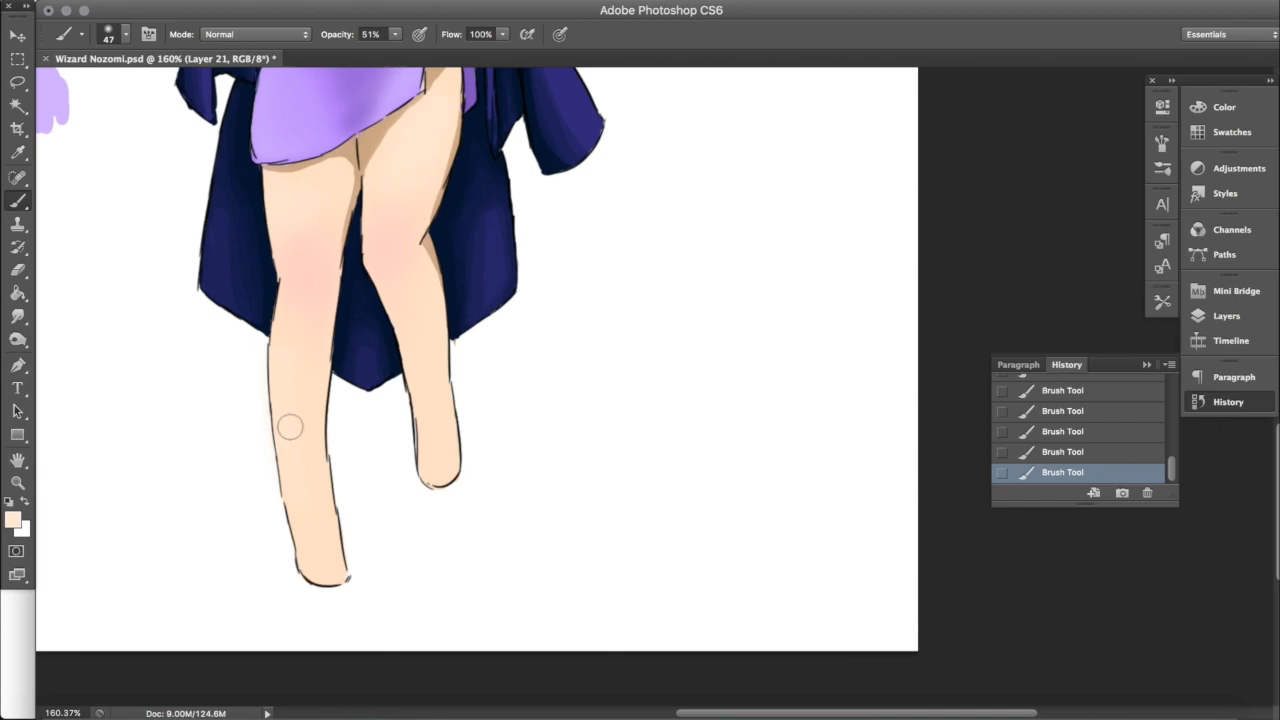 Adobe Photoshop CS6
47
Mode: Normal
Opacity: 51%
Flow: 100%
Essentials
Wizard Nozomi.psd @ 160% (Layer 21, RGB/8*) *
Color
Swatches
Adjustments
Styles
Channels
Paths
Mb Mini Bridge
Layers
Timeline
Paragraph
History
Paragraph History
Brush Tool
Brush Tool
Brush Tool
Brush Tool
Brush Tool
160.37%
Doc: 9.00M/124.6M